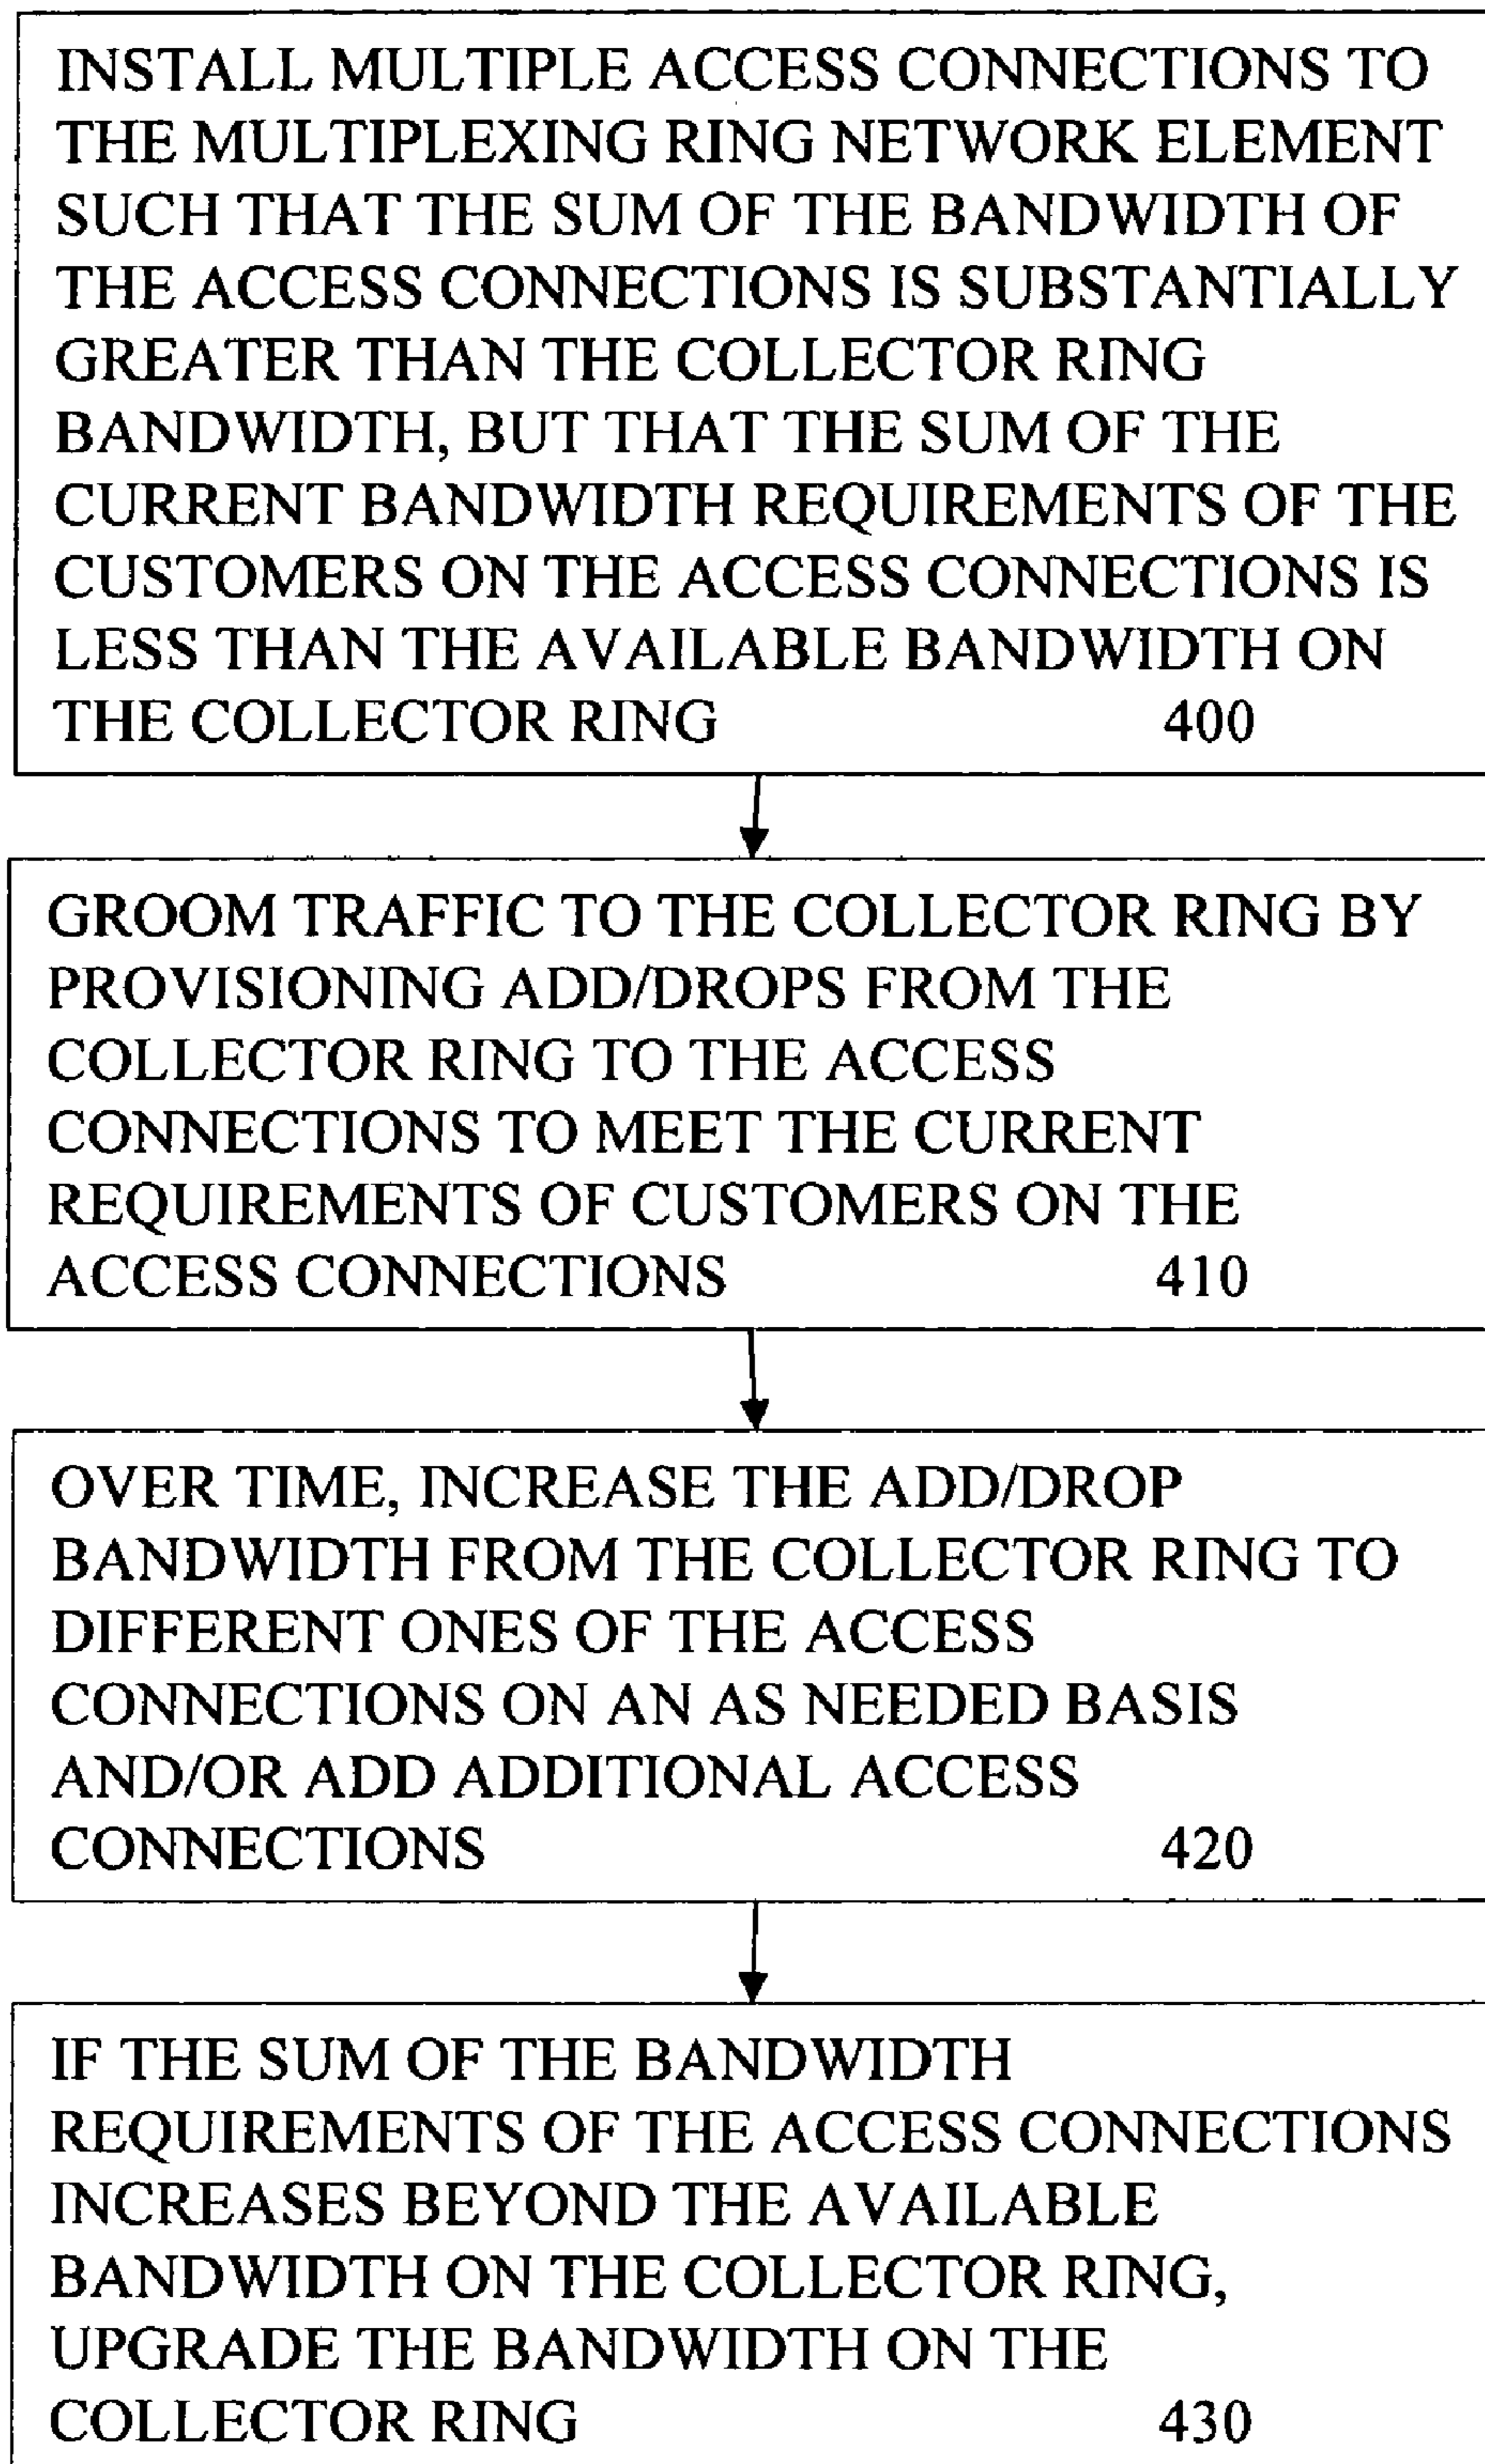 INSTALL MULTIPLE ACCESS CONNECTIONS TO
THE MULTIPLEXING RING NETWORK ELEMENT
SUCH THAT THE SUM OF THE BANDWIDTH OF
THE ACCESS CONNECTIONS IS SUBSTANTIALLY
GREATER THAN THE COLLECTOR RING
BANDWIDTH, BUT THAT THE SUM OF THE
CURRENT BANDWIDTH REQUIREMENTS OF THE
CUSTOMERS ON THE ACCESS CONNECTIONS IS
LESS THAN THE AVAILABLE BANDWIDTH ON
THE COLLECTOR RING 400
GROOM TRAFFIC TO THE COLLECTOR RING BY
PROVISIONING ADD/DROPS FROM THE
COLLECTOR RING TO THE ACCESS
CONNECTIONS TO MEET THE CURRENT
REQUIREMENTS OF CUSTOMERS ON THE
ACCESS CONNECTIONS 410
OVER TIME, INCREASE THE ADD/DROP
BANDWIDTH FROM THE COLLECTOR RING TO
DIFFERENT ONES OF THE ACCESS
CONNECTIONS ON AN AS NEEDED BASIS
AND/OR ADD ADDITIONAL ACCESS
CONNECTIONS 420
IF THE SUM OF THE BANDWIDTH
REQUIREMENTS OF THE ACCESS CONNECTIONS
INCREASES BEYOND THE AVAILABLE
BANDWIDTH ON THE COLLECTOR RING,
UPGRADE THE BANDWIDTH ON THE
COLLECTOR RING 430